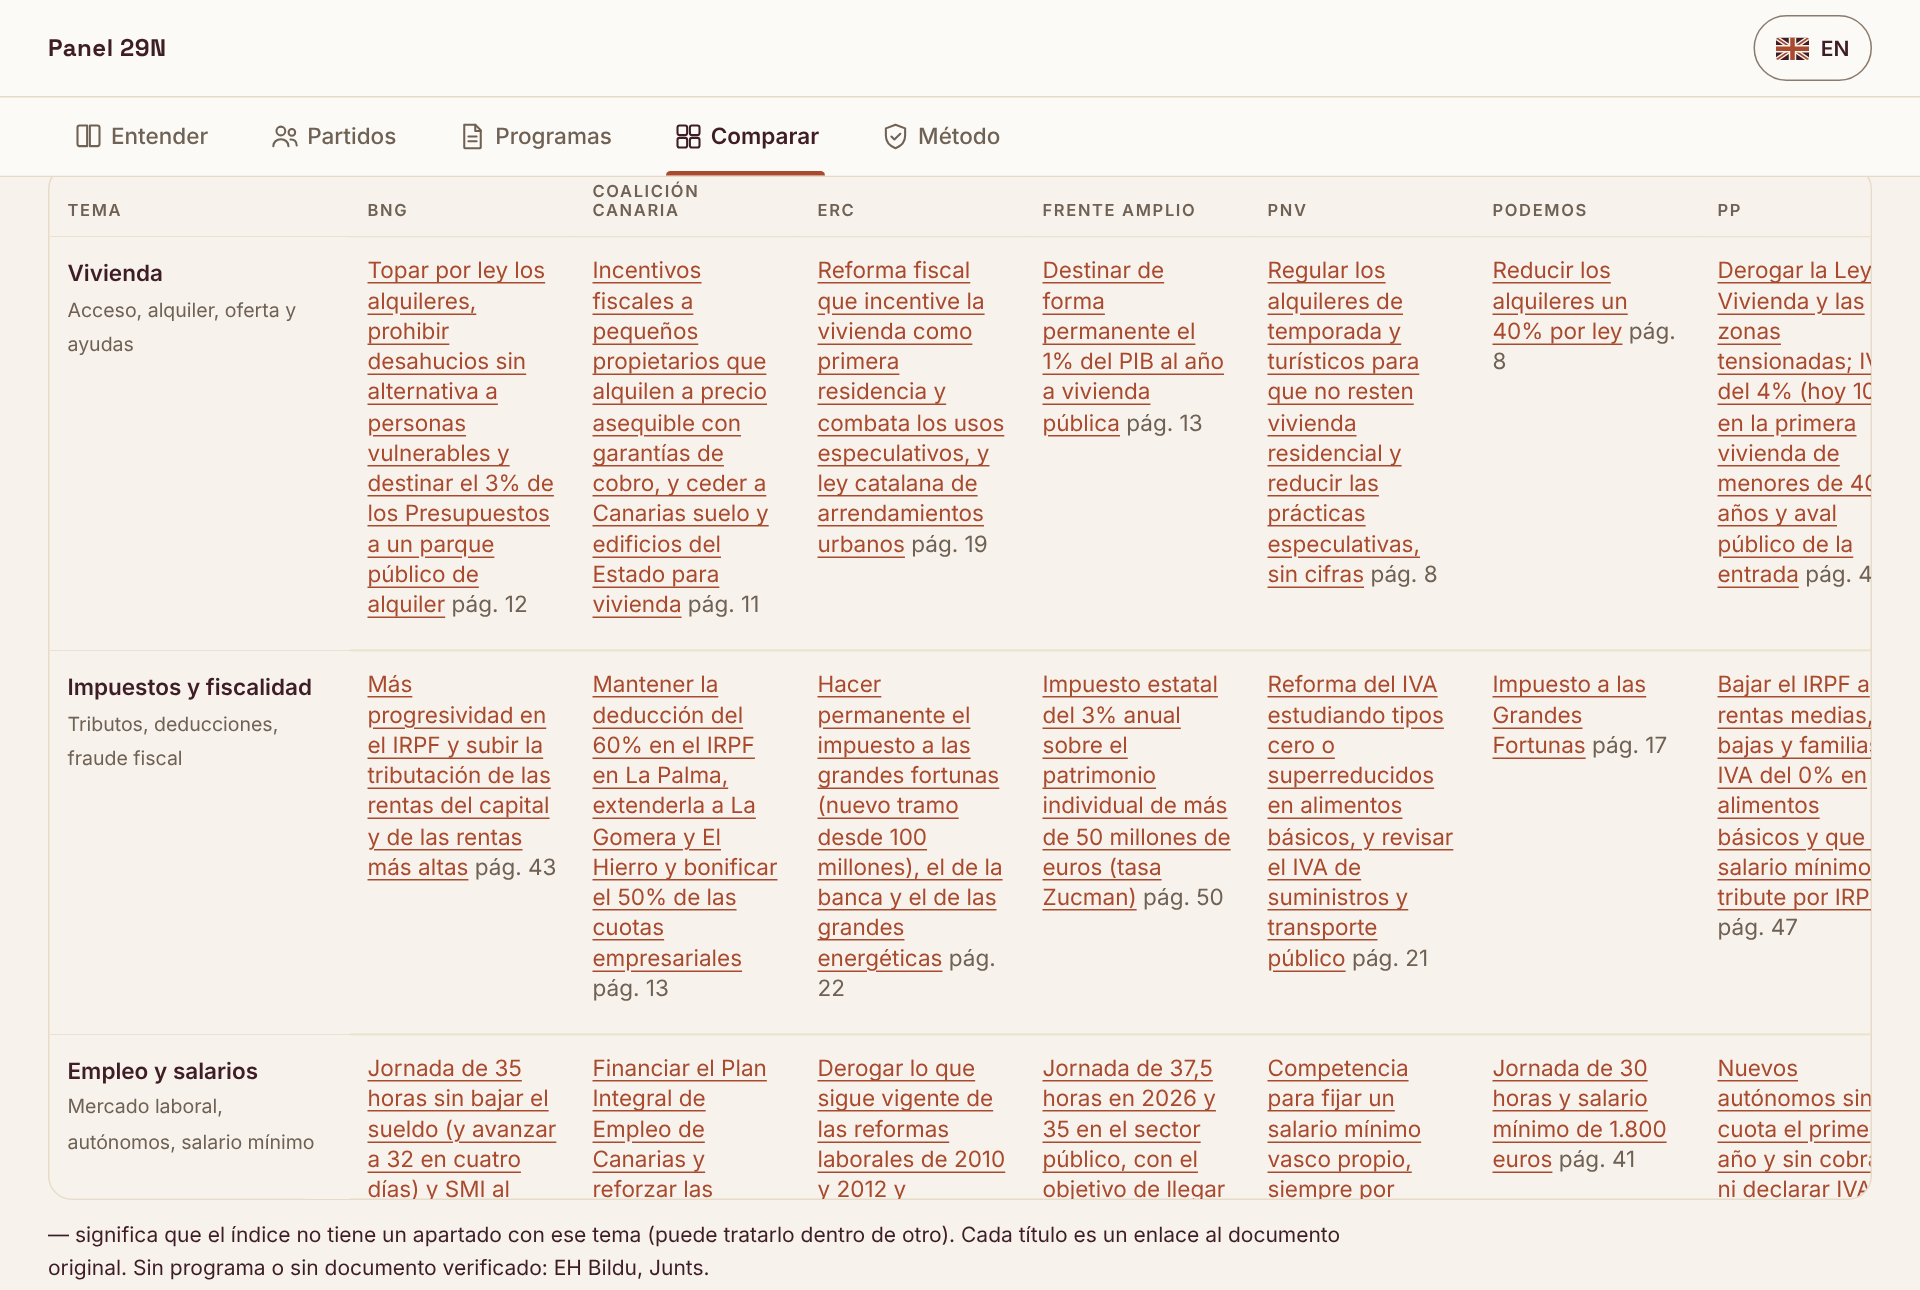 Panel 29N
EN
Entender
Partidos
Programas
Comparar
Método
TEMA
BNG
COALICIÓN
CANARIA
ERC
FRENTE AMPLIO
PNV
PODEMOS
PP
Vivienda
Acceso, alquiler, oferta y
ayudas
Topar por ley los
alquileres,
prohibir
desahucios sin
alternativa a
personas
vulnerables y
destinar el 3% de
los Presupuestos
a un parque
público de
alquiler pág. 12
Incentivos
fiscales a
pequeños
propietarios que
alquilen a precio
asequible con
garantías de
cobro, y ceder a
Canarias suelo y
edificios del
Estado para
vivienda pág. 11
Reforma fiscal
que incentive la
vivienda como
primera
residencia y
combata los usos
especulativos, y
ley catalana de
arrendamientos
urbanos pág. 19
Destinar de
forma
permanente el
1% del PIB al año
a vivienda
pública pág. 13
Regular los
alquileres de
temporada y
turísticos para
que no resten
vivienda
residencial y
reducir las
prácticas
especulativas,
sin cifras pág. 8
Reducir los
alquileres un
40% por ley pág.
8
Derogar la Ley
Vivienda y las
zonas
tensionadas;
del 4% (hoy
en la primera
vivienda de
menores de
años y aval
público de la
entrada pág.
Impuestos y fiscalidad
Tributos, deducciones,
fraude fiscal
Más
progresividad en
el IRPF y subir la
tributación de las
rentas del capital
y de las rentas
más altas pág. 43
Mantener la
deducción del
60% en el IRPF
en La Palma,
extenderla a La
Gomera y El
Hierro y bonificar
el 50% de las
cuotas
empresariales
pág. 13
Hacer
permanente el
impuesto a las
grandes fortunas
(nuevo tramo
desde 100
millones), el de la
banca y el de las
grandes
energéticas pág.
22
Impuesto estatal
del 3% anual
sobre el
patrimonio
individual de más
de 50 millones de
euros (tasa
Zucman) pág. 50
Reforma del IVA
estudiando tipos
cero o
superreducidos
en alimentos
básicos, y revisar
el IVA de
suministros y
transporte
público pág. 21
Impuesto a las
Grandes
Fortunas pág. 17
Bajar el IRPF a
rentas medias,
bajas y
IVA del 0% en
alimentos
básicos y que
salario mínimo
tribute por
pág. 47
Empleo y salarios
Mercado laboral,
autónomos, salario mínimo
Jornada de 35
horas sin bajar el
sueldo (y avanzar
a 32 en cuatro
días) y SMI al
Financiar el Plan
Integral de
Empleo de
Canarias y
reforzar las
Derogar lo que
sigue vigente de
las reformas
laborales de 2010
y 2012 y
Jornada de 37,5
horas en 2026 y
35 en el sector
público, con el
objetivo de llegar
Competencia
para fijar un
salario mínimo
vasco propio,
siempre por
Jornada de 30
horas y salario
mínimo de 1.800
euros pág. 41
Nuevos
autónomos sin
cuota el
año y sin
ni declarar IVA
— significa que el índice no tiene un apartado con ese tema (puede tratarlo dentro de otro). Cada título es un enlace al documento
original. Sin programa o sin documento verificado: EH Bildu, Junts.